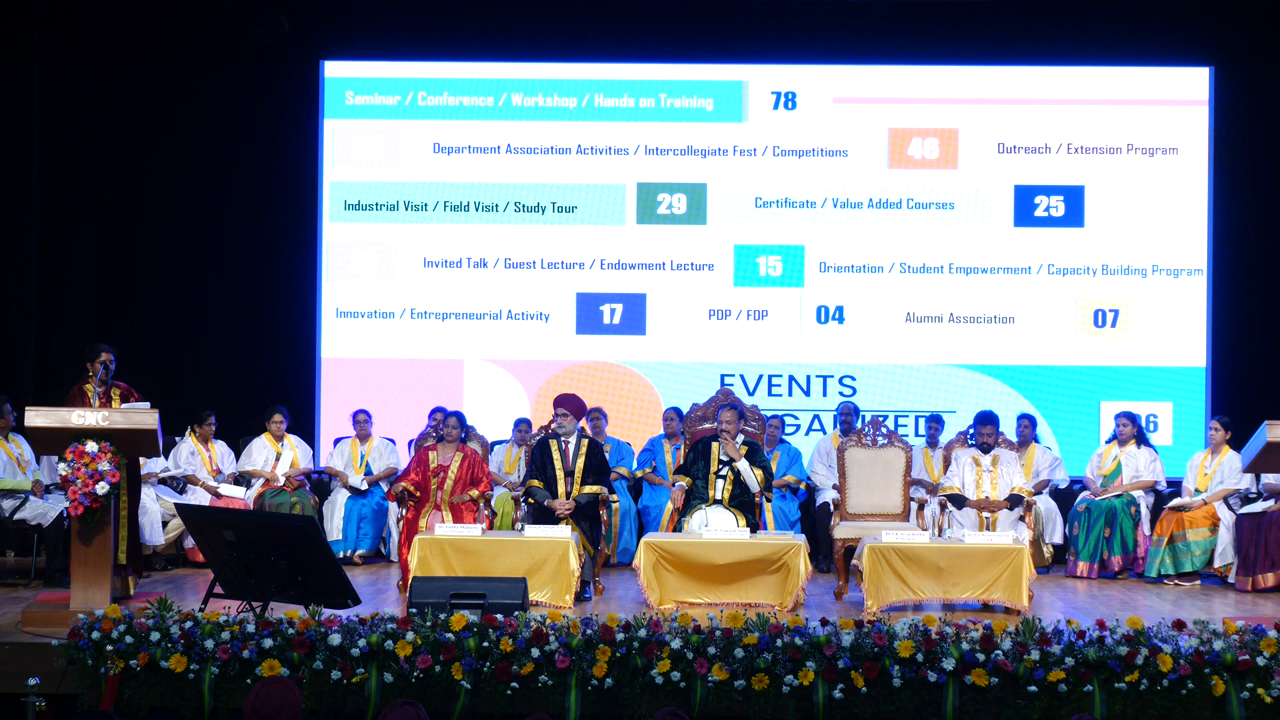 Seminar / Conference / Workshop / Hands on Training 78
Department Association Activities / Intercollegiate Fest / Competitions 46 Outreach / Extension Program
Industrial Visit / Field Visit / Study Tour 29 Certificate / Value Added Courses 25
Invited Talk / Guest Lecture / Endowment Lecture 15 Orientation / Student Empowerment / Capacity Building Program
Innovation / Entrepreneurial Activity 17 PDP / FDP 04 Alumni Association 07
EVENTS
GNC